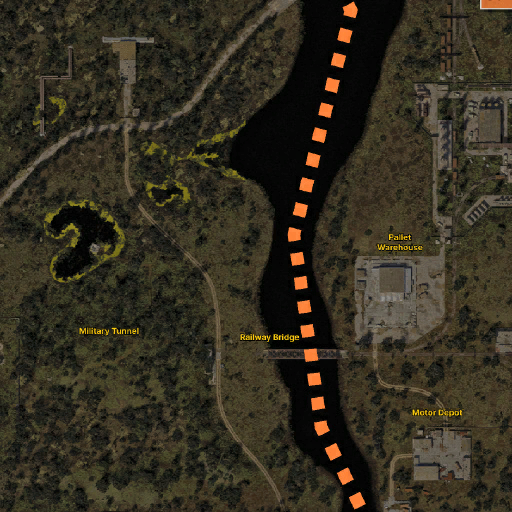 Pallet
Warehouse
Military Tunnel
Railway Bridge
Motor Depot